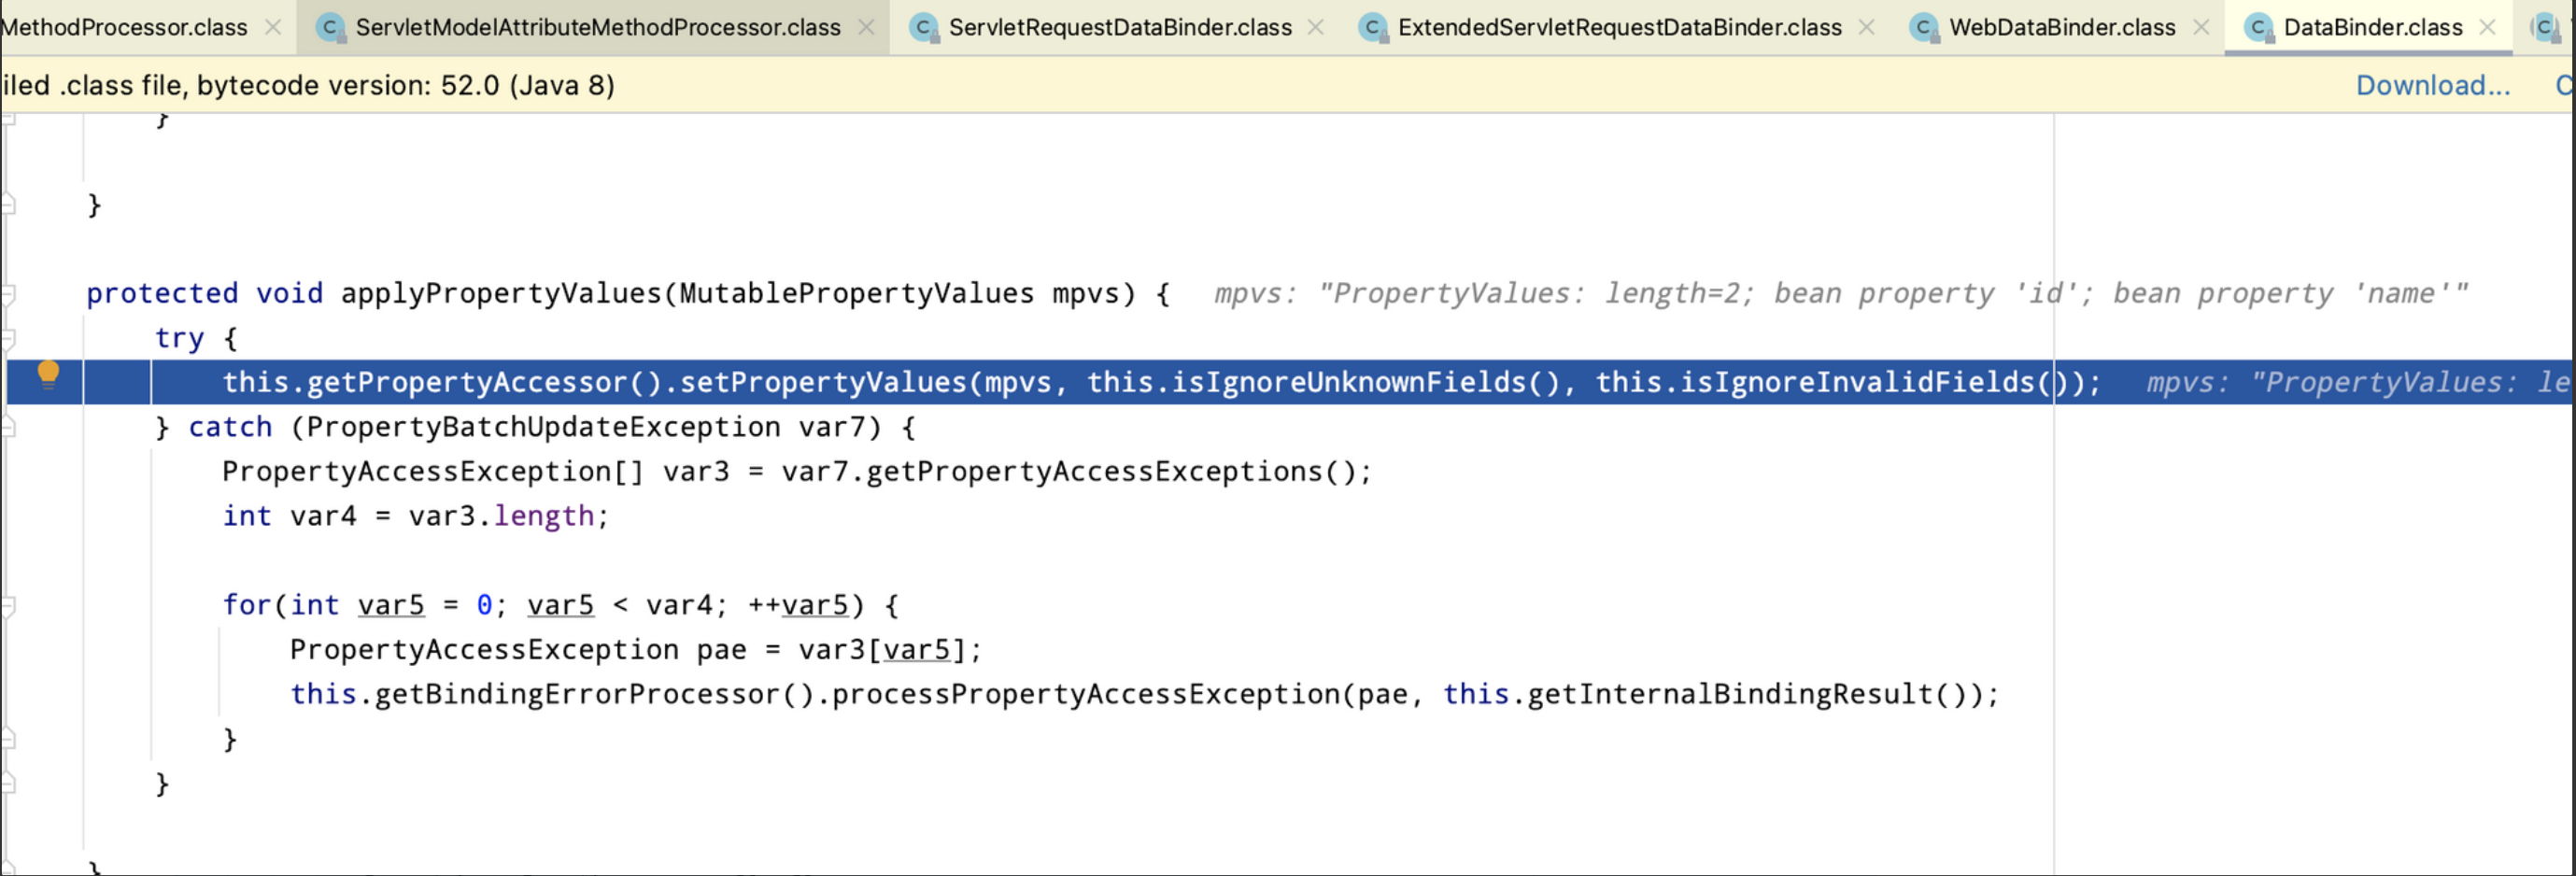 MethodProcessor.class ServletModelAttributeMethodProcessor.class ServletRequestDataBinder.class ExtendedServletRequestDataBinder.class WebDataBinder.class DataBinder.class
iled .class file, bytecode version: 52.0 (Java 8) Download...
}
}
protected void applyPropertyValues(MutablePropertyValues mpvs) { mpvs: "PropertyValues: length=2; bean property 'id'; bean property 'name'"
try {
this.getPropertyAccessor().setPropertyValues(mpvs, this.isIgnoreUnknownFields(), this.isIgnoreInvalidFields()); mpvs: "PropertyValues: le
} catch (PropertyBatchUpdateException var7) {
PropertyAccessException[] var3 = var7.getPropertyAccessExceptions();
int var4 = var3.length;
for(int var5 = 0; var5 < var4; ++var5) {
PropertyAccessException pae = var3[var5];
this.getBindingErrorProcessor().processPropertyAccessException(pae, this.getInternalBindingResult());
}
}
}